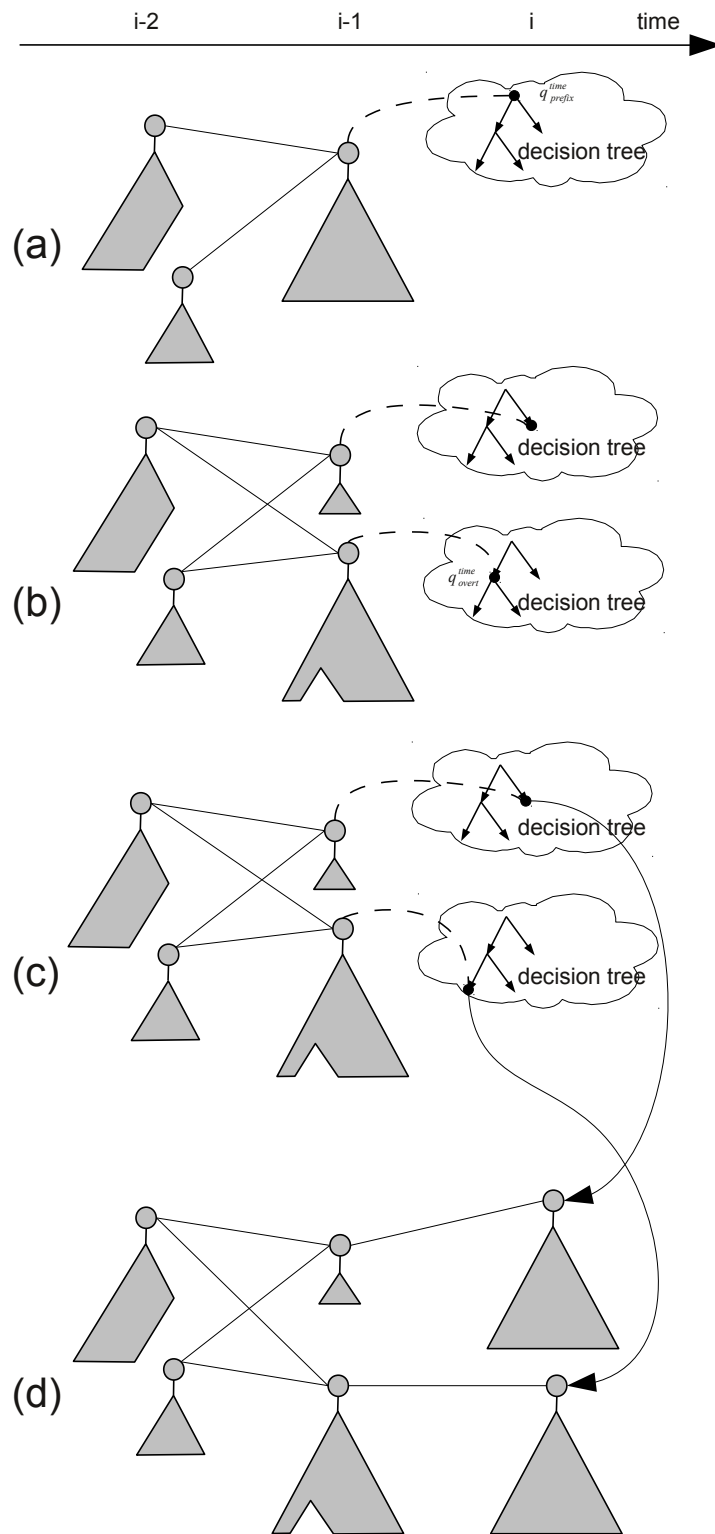 i-2 i-1 i time
q time prefix
decision tree
(a)
decision tree
q time overt
decision tree
(b)
decision tree
decision tree
(c)
(d)